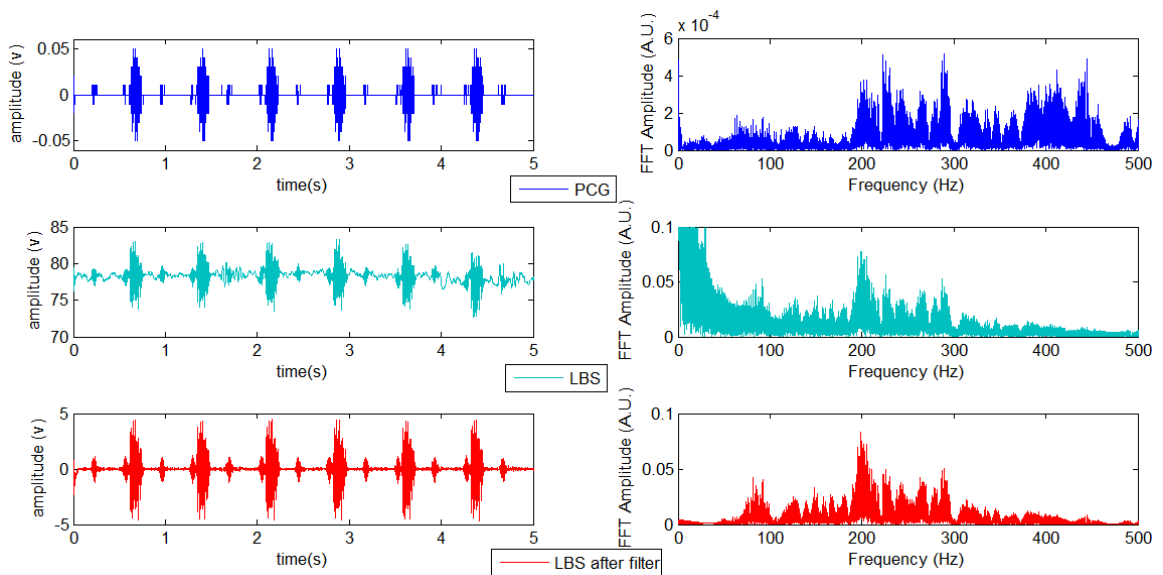 0.05
0
-0.05
amplitude (v)
0 1 2 3 4 5
time(s)
PCG
x 10^-4
6
4
2
0
FFT Amplitude (A.U.)
0 100 200 300 400 500
Frequency (Hz)
85
80
75
70
amplitude (v)
0 1 2 3 4 5
time(s)
LBS
0.1
0.05
0
FFT Amplitude (A.U.)
0 100 200 300 400 500
Frequency (Hz)
5
0
-5
amplitude (v)
0 1 2 3 4 5
time(s)
LBS after filter
0.1
0.05
0
FFT Amplitude (A.U.)
0 100 200 300 400 500
Frequency (Hz)